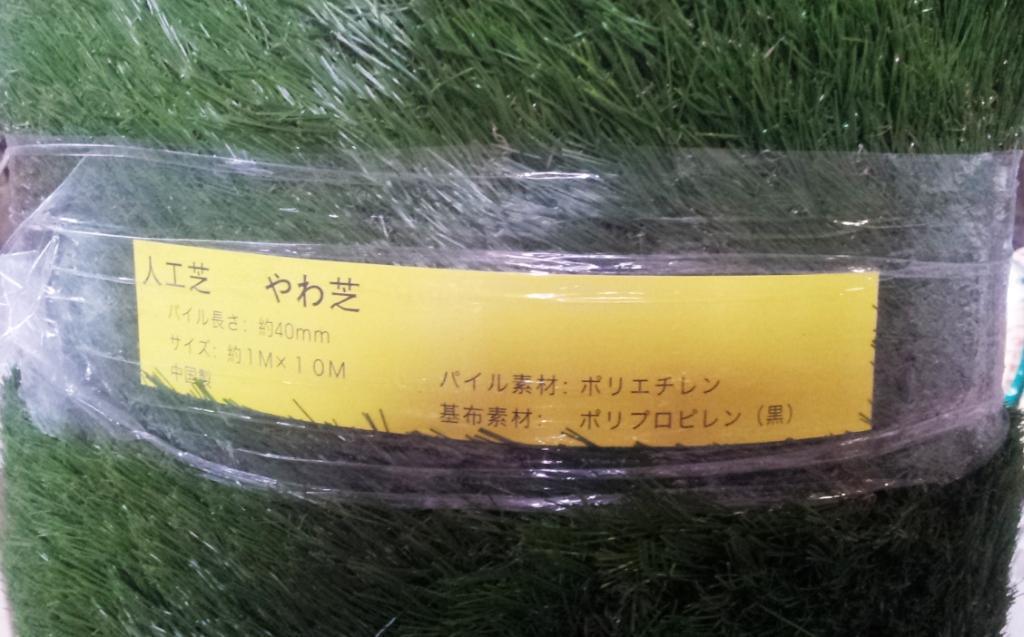 人工芝　　やわ芝
パイル長さ：約40mm
サイズ：約1M×１０M
中国製
パイル素材：ポリエチレン
基布素材：　ポリプロピレン（黒）